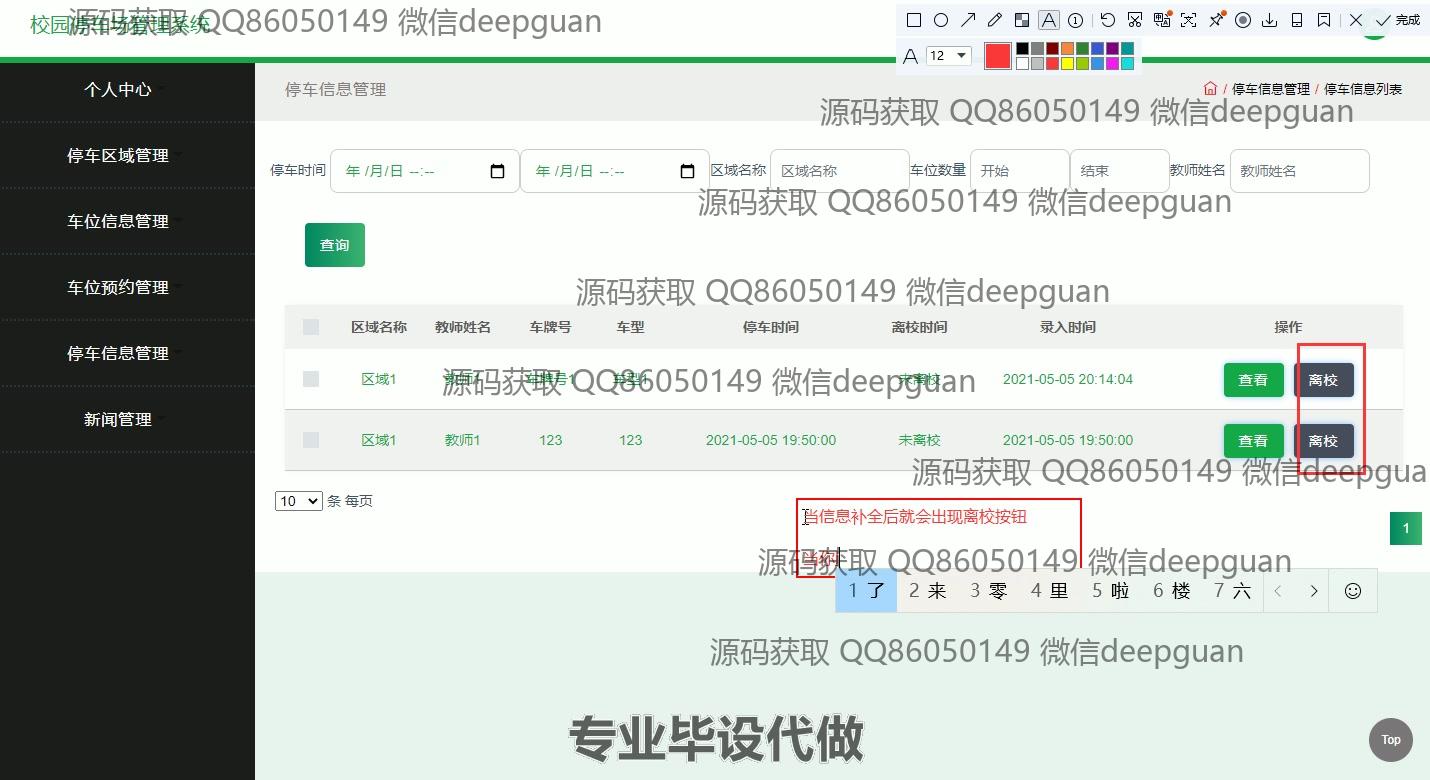 校园停车场管理系统
源码获取 QQ86050149 微信deepguan
完成
A 12
个人中心
停车区域管理
车位信息管理
车位预约管理
停车信息管理
新闻管理
停车信息管理
/ 停车信息管理 / 停车信息列表
源码获取 QQ86050149 微信deepguan
停车时间 年 /月/日 --:-- 年 /月/日 --:-- 区域名称 区域名称 车位数量 开始 结束 教师姓名 教师姓名
源码获取 QQ86050149 微信deepguan
查询
源码获取 QQ86050149 微信deepguan
区域名称 教师姓名 车牌号 车型 停车时间 离校时间 录入时间 操作
区域1 教师1 车牌号1 车型1 未离校 2021-05-05 20:14:04 查看 离校
源码获取 QQ86050149 微信deepguan
区域1 教师1 123 123 2021-05-05 19:50:00 未离校 2021-05-05 19:50:00 查看 离校
源码获取 QQ86050149 微信deepgua
10 条 每页
当信息补全后就会出现离校按钮
1
源码获取 QQ86050149 微信deepguan
1 了 2 来 3 零 4 里 5 啦 6 楼 7 六
源码获取 QQ86050149 微信deepguan
专业毕设代做
Top